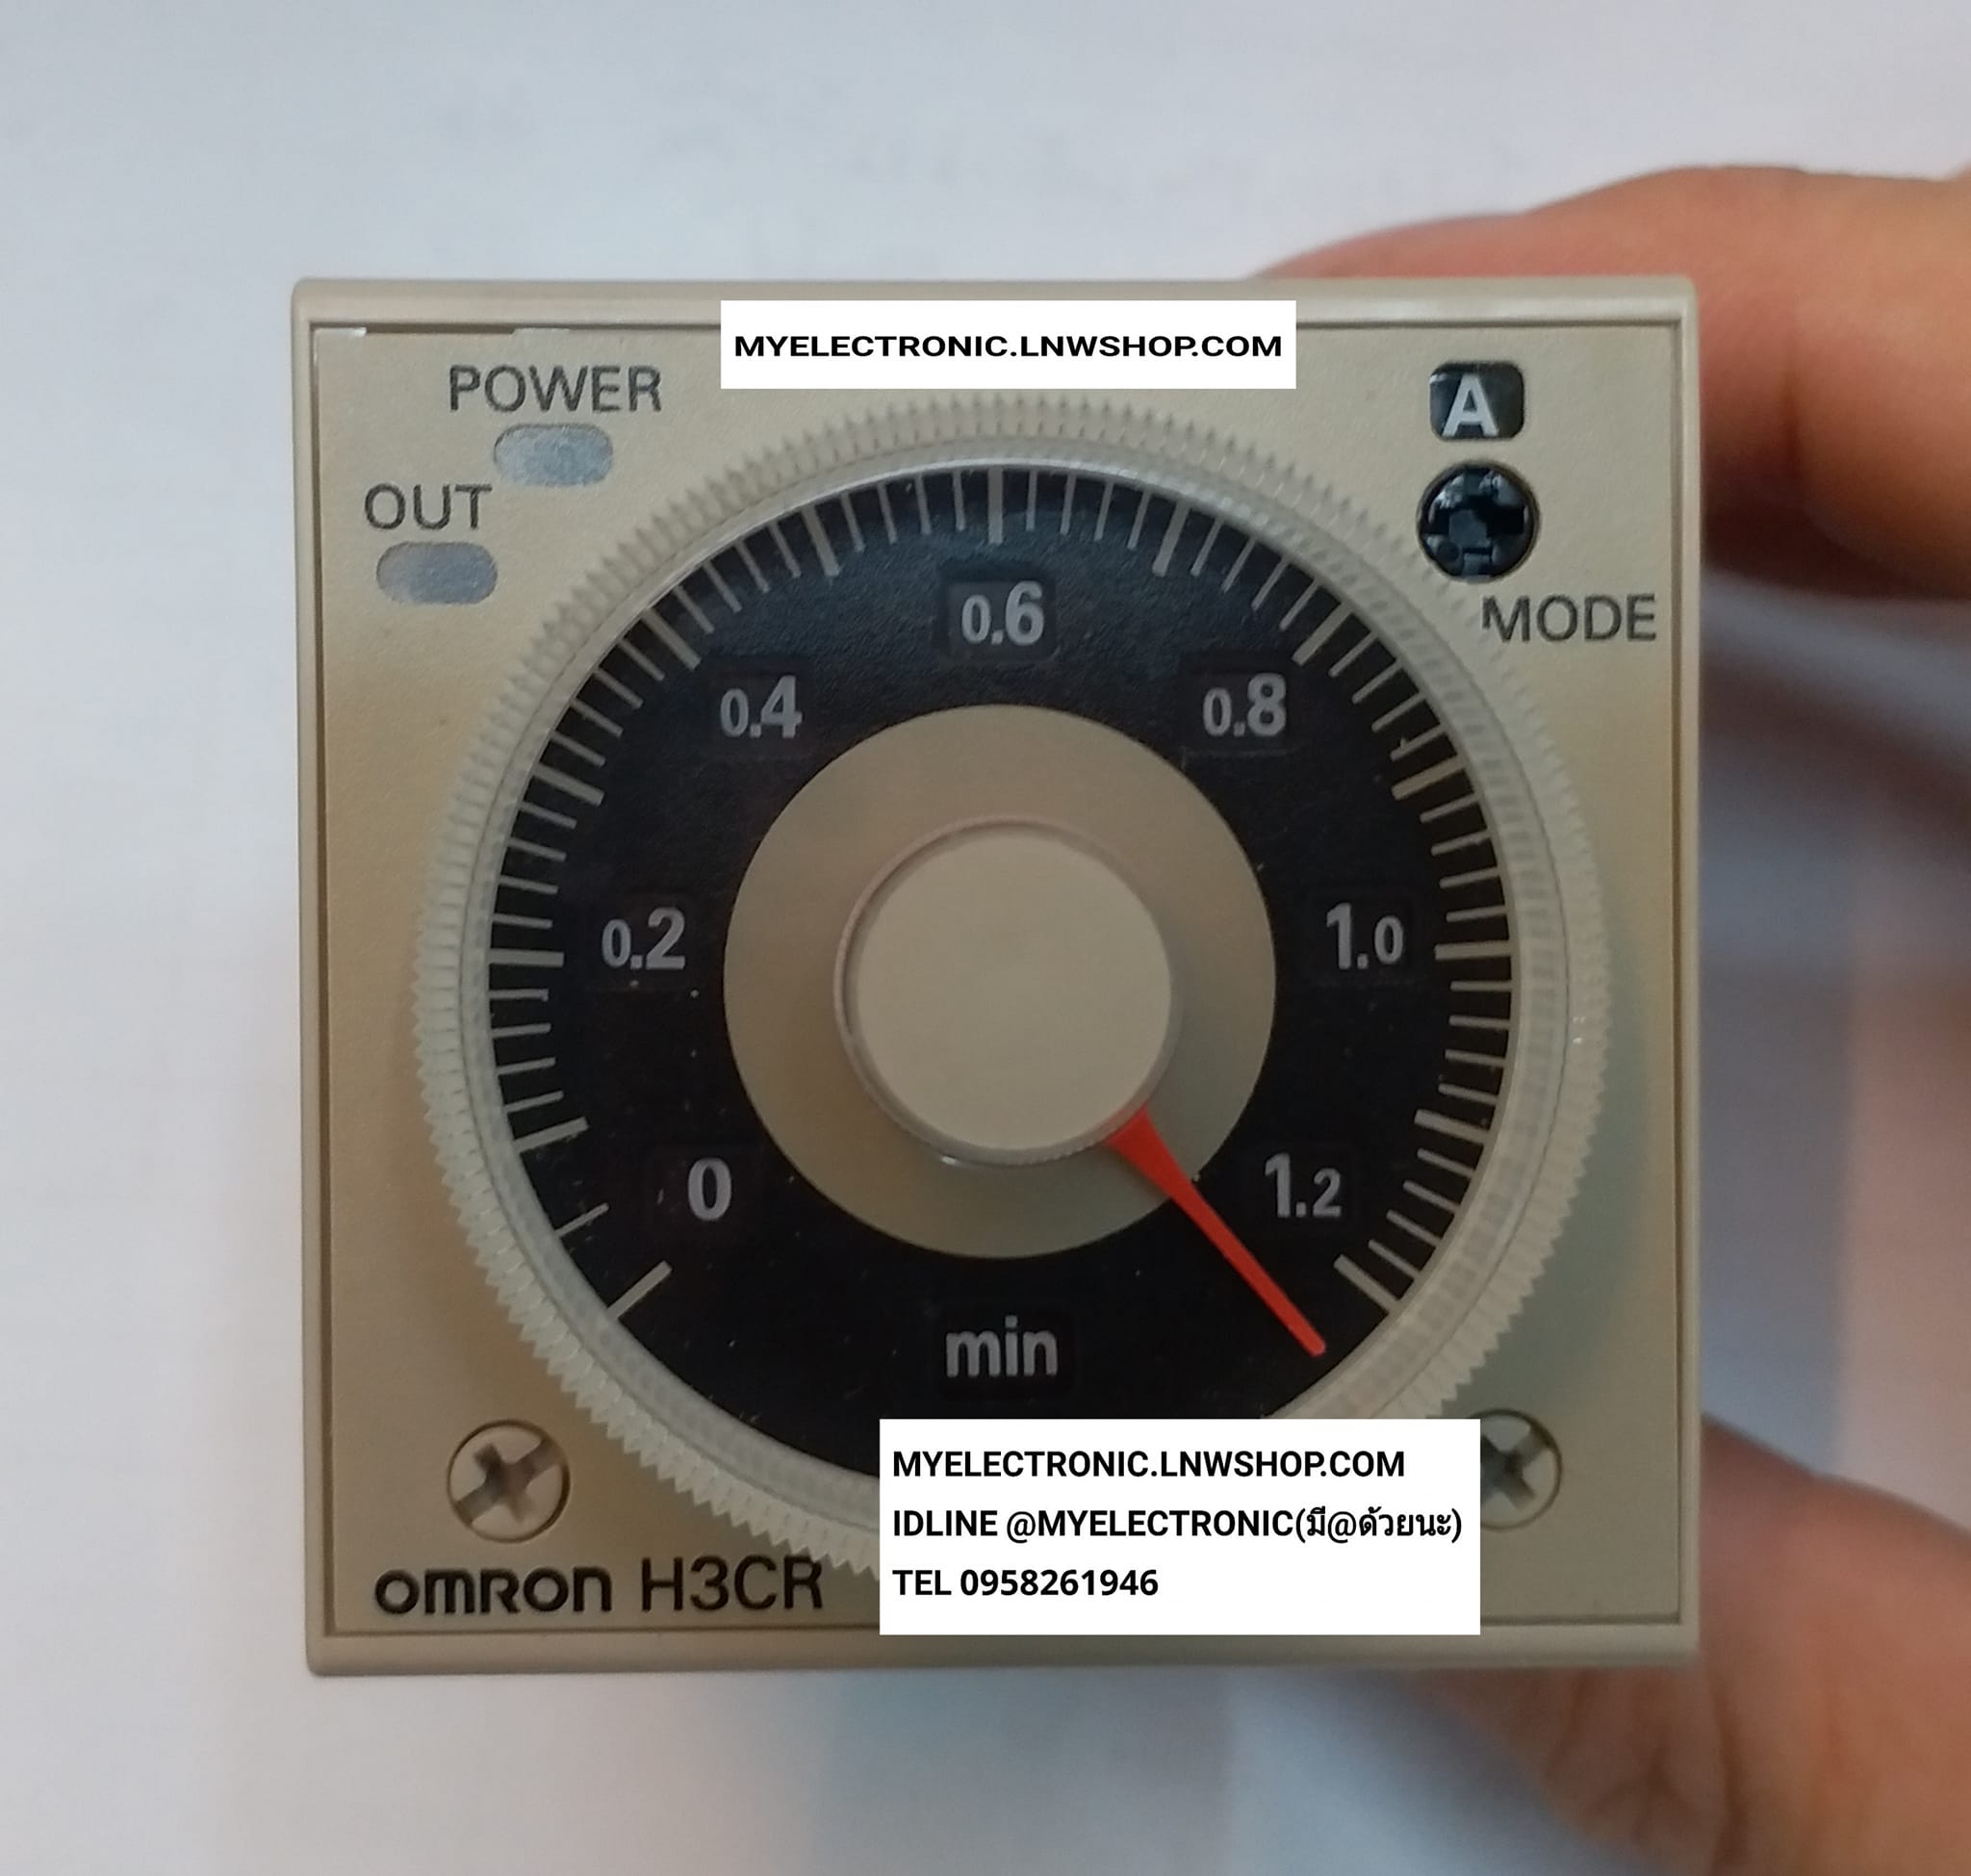 MYELECTRONIC.LNWSHOP.COM
POWER
A
OUT
MODE
0.6
0.4
0.8
0.2
1.0
0
1.2
min
MYELECTRONIC.LNWSHOP.COM
IDLINE @MYELECTRONIC(มี@ด้วยนะ)
TEL 0958261946
omron H3CR